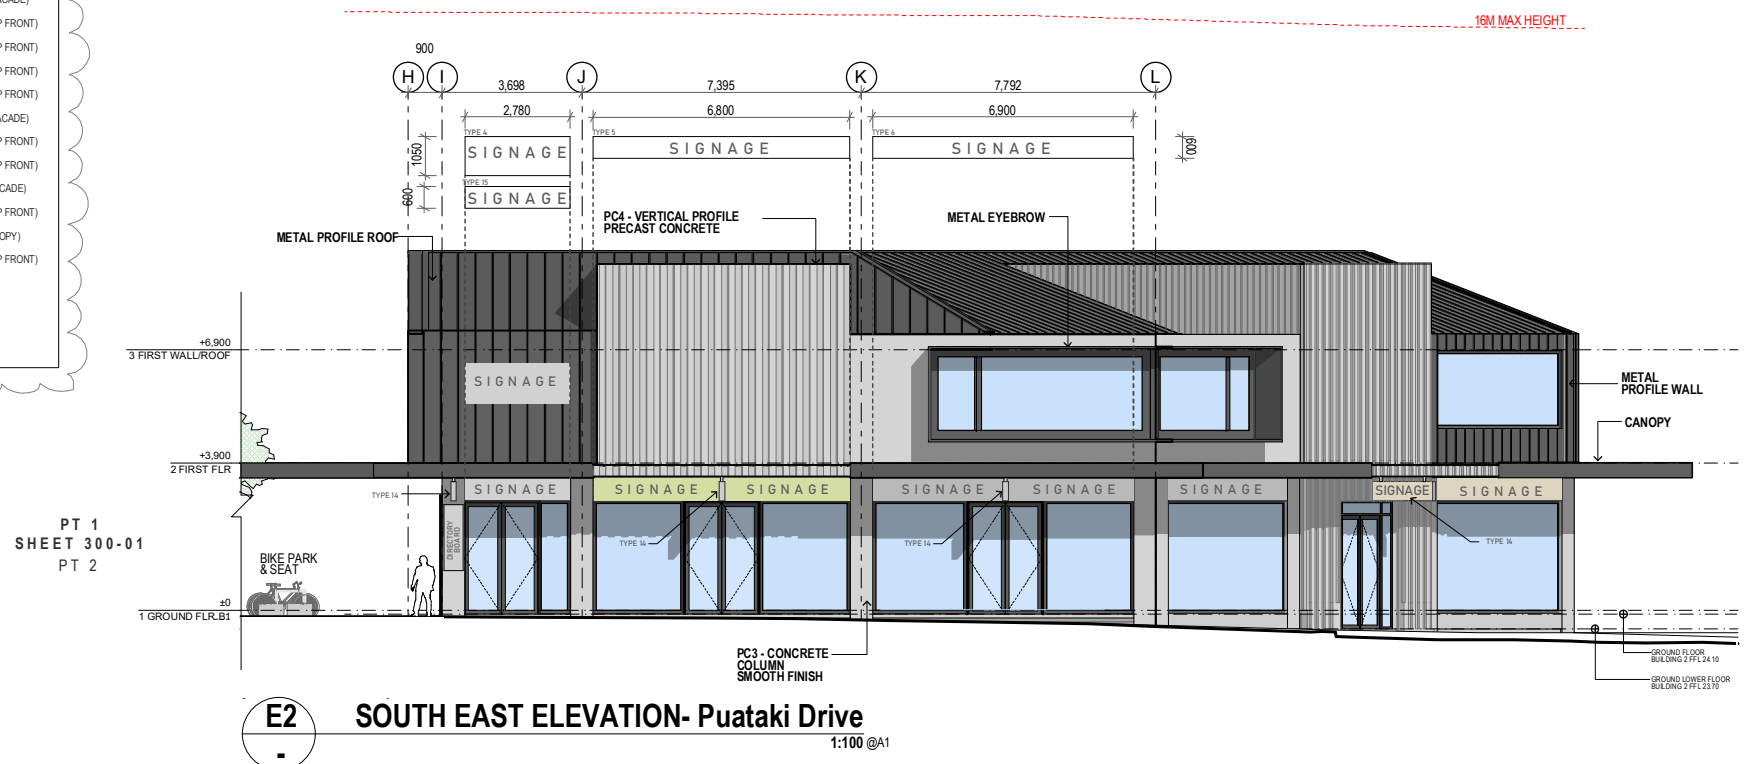 CADE)
P FRONT)
P FRONT)
P FRONT)
P FRONT)
ACADE)
P FRONT)
P FRONT)
CADE)
P FRONT)
OPY)
P FRONT)
16M MAX HEIGHT
900
H I J K L
3,698 7,395 7,792
2,780 6,800 6,900
TYPE 4 TYPE 5 TYPE 6
1050
SIGNAGE SIGNAGE SIGNAGE
600
TYPE 15
600
SIGNAGE
PC4 - VERTICAL PROFILE
PRECAST CONCRETE
METAL EYEBROW
METAL PROFILE ROOF
+6,900
3 FIRST WALL/ROOF
SIGNAGE
METAL
PROFILE WALL
CANOPY
+3,900
2 FIRST FLR
TYPE 14
SIGNAGE SIGNAGE SIGNAGE SIGNAGE SIGNAGE SIGNAGE SIGNAGE SIGNAGE
DIRECTORY
BOARD
TYPE 14 TYPE 14 TYPE 14
PT 1
SHEET 300-01
PT 2
BIKE PARK
& SEAT
±0
1 GROUND FLR.B1
PC3 - CONCRETE
COLUMN
SMOOTH FINISH
GROUND FLOOR
BUILDING 2 FFL 24.10
GROUND LOWER FLOOR
BUILDING 2 FFL 23.70
E2
-
SOUTH EAST ELEVATION- Puataki Drive
1:100 @A1